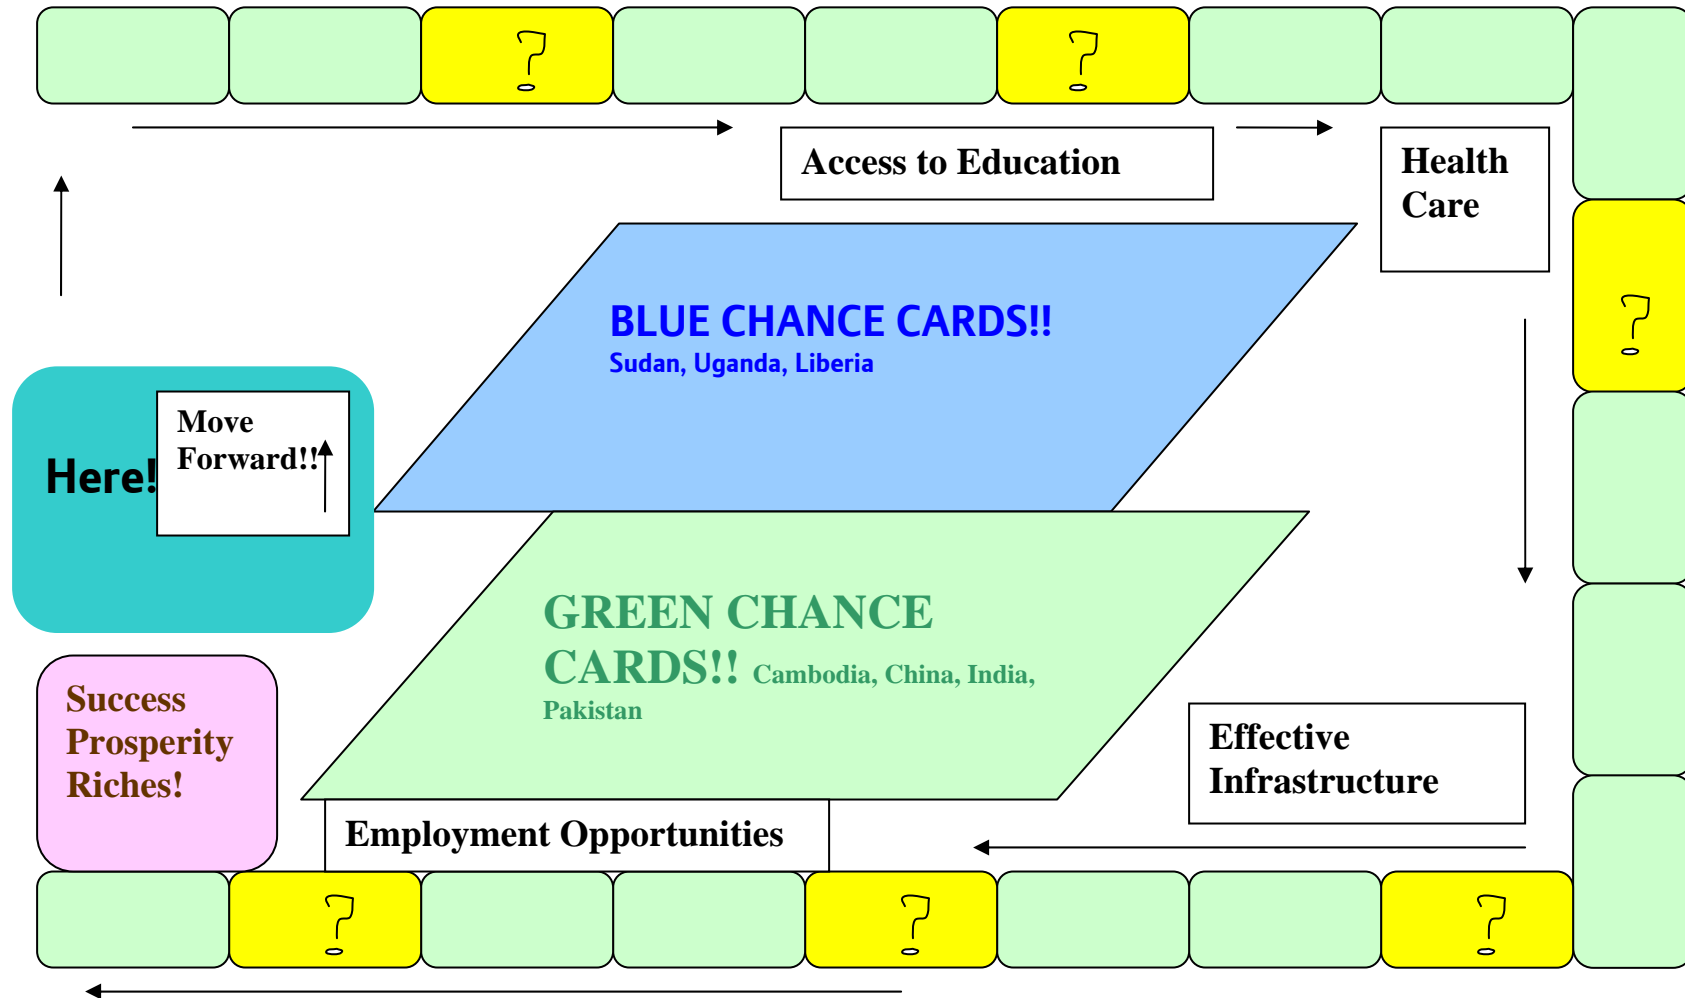 ?
?
Access to Education
Health
Care
?
BLUE CHANCE CARDS!!
Sudan, Uganda, Liberia
Here!
Move
Forward!!
GREEN CHANCE
CARDS!! Cambodia, China, India,
Pakistan
Success
Prosperity
Riches!
Effective
Infrastructure
Employment Opportunities
?
?
?